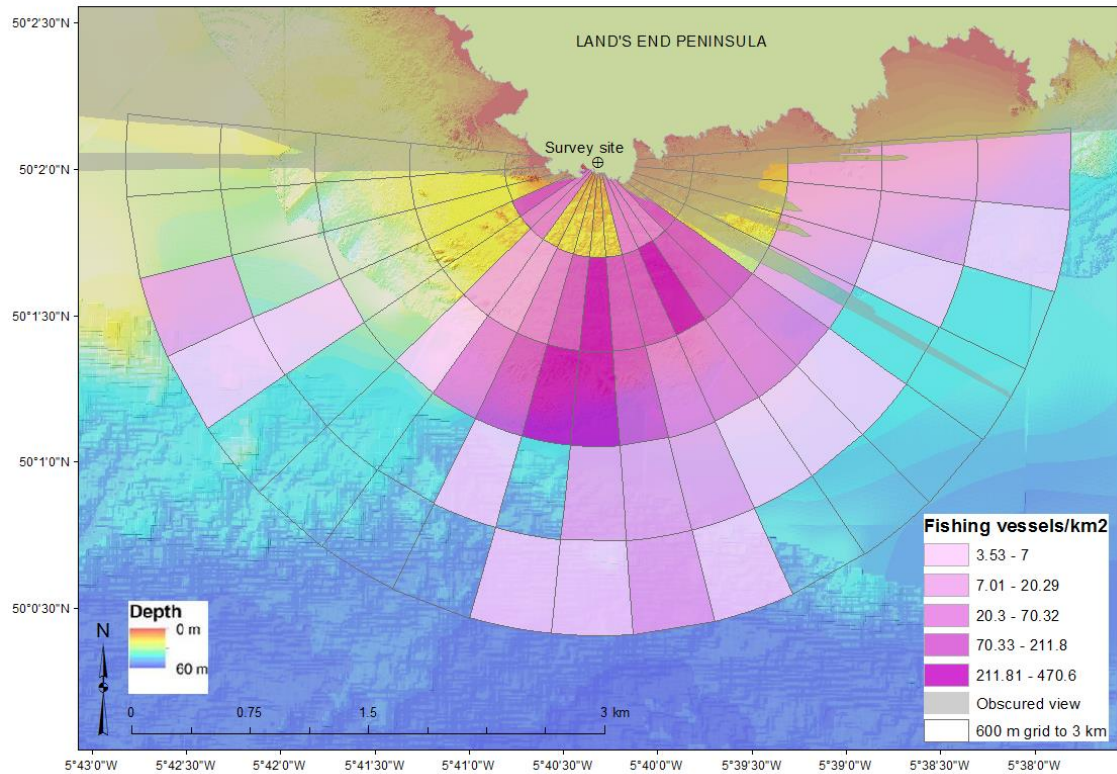 50°2'30"N
LAND'S END PENINSULA
Survey site
50°2'0"N
50°1'30"N
50°1'0"N
50°0'30"N
Fishing vessels/km2
3.53 - 7
7.01 - 20.29
20.3 - 70.32
70.33 - 211.8
211.81 - 470.6
Obscured view
600 m grid to 3 km
Depth
0 m
60 m
N
0 0.75 1.5 3 km
5°43'0"W 5°42'30"W 5°42'0"W 5°41'30"W 5°41'0"W 5°40'30"W 5°40'0"W 5°39'30"W 5°39'0"W 5°38'30"W 5°38'0"W